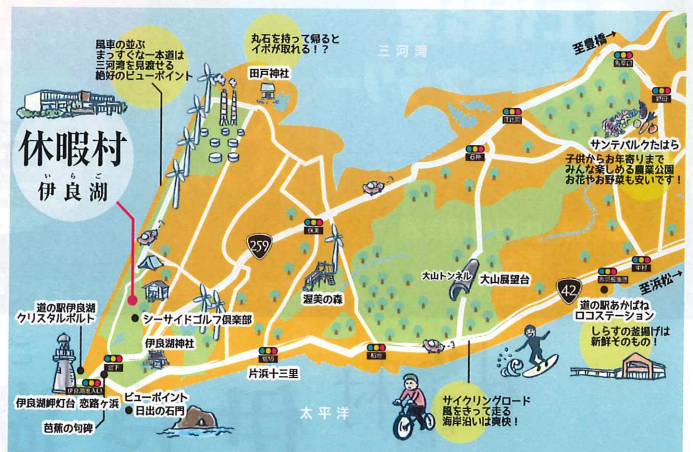 風車の並ぶ
まっすぐな一本道は
三河湾を見渡せる
絶好のビューポイント
丸石を持って帰ると
イボが取れる！？
田戸神社
三河湾
至豊橋
休暇村
いらご
伊良湖
サンテパルクたはら
子供からお年寄りまで
みんな楽しめる農業公園
お花やお野菜も安いです！
石神
保美
259
渥美の森
大山トンネル
大山展望台
42
至浜松
道の駅あかばね
ロコステーション
しらすの釜揚げは
新鮮そのもの！
道の駅伊良湖
クリスタルポルト
シーサイドゴルフ倶楽部
伊良湖神社
片浜十三里
伊良湖岬灯台
恋路ヶ浜
芭蕉の句碑
ビューポイント
日出の石門
太平洋
サイクリングロード
風をきって走る
海岸沿いは爽快！